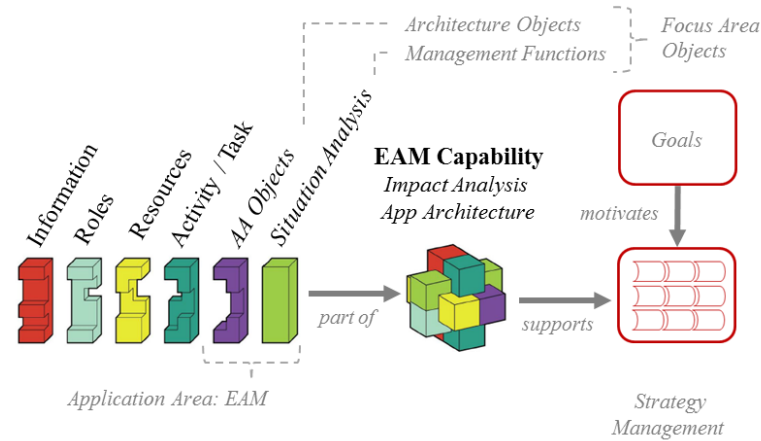 Architecture Objects
Management Functions
Focus Area
Objects
Information
Roles
Resources
Activity / Task
AA Objects
Situation Analysis
EAM Capability
Impact Analysis
App Architecture
Goals
motivates
part of
supports
Application Area: EAM
Strategy
Management